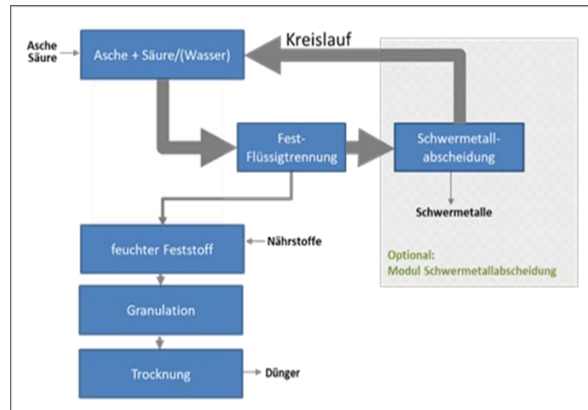 Kreislauf
Asche
Säure
Asche + Säure/(Wasser)
Fest-
Flüssigtrennung
Schwermetall-
abscheidung
Schwermetalle
feuchter Feststoff
Nährstoffe
Optional:
Modul Schwermetallabscheidung
Granulation
Trocknung
Dünger